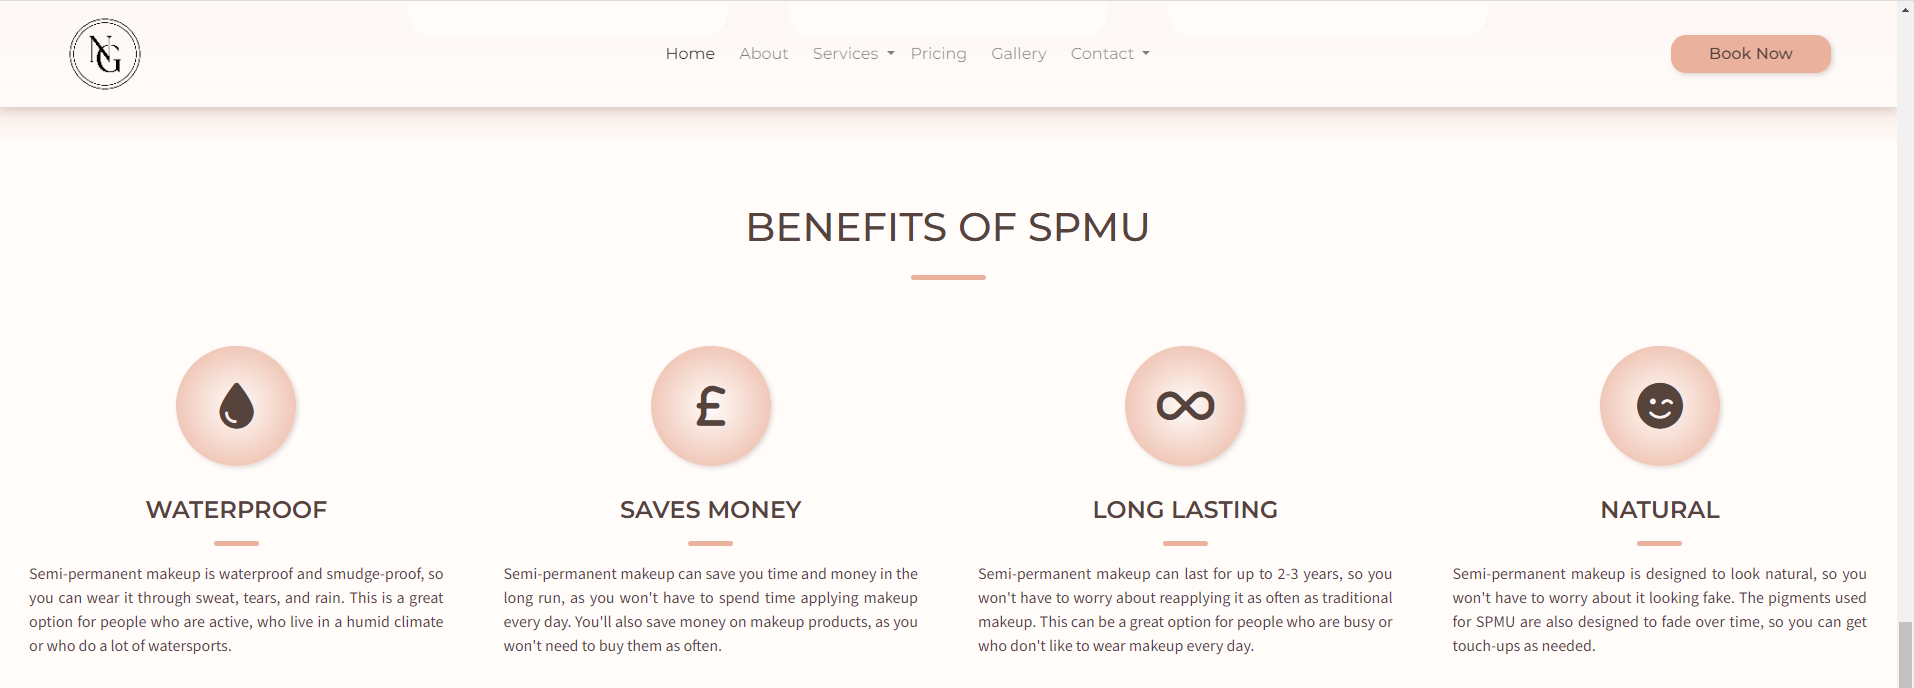 NG
Home About Services Pricing Gallery Contact
Book Now
BENEFITS OF SPMU
£
WATERPROOF
Semi-permanent makeup is waterproof and smudge-proof, so
you can wear it through sweat, tears, and rain. This is a great
option for people who are active, who live in a humid climate
or who do a lot of watersports.
SAVES MONEY
Semi-permanent makeup can save you time and money in the
long run, as you won't have to spend time applying makeup
every day. You'll also save money on makeup products, as you
won't need to buy them as often.
LONG LASTING
Semi-permanent makeup can last for up to 2-3 years, so you
won't have to worry about reapplying it as often as traditional
makeup. This can be a great option for people who are busy or
who don't like to wear makeup every day.
NATURAL
Semi-permanent makeup is designed to look natural, so you
won't have to worry about it looking fake. The pigments used
for SPMU are also designed to fade over time, so you can get
touch-ups as needed.